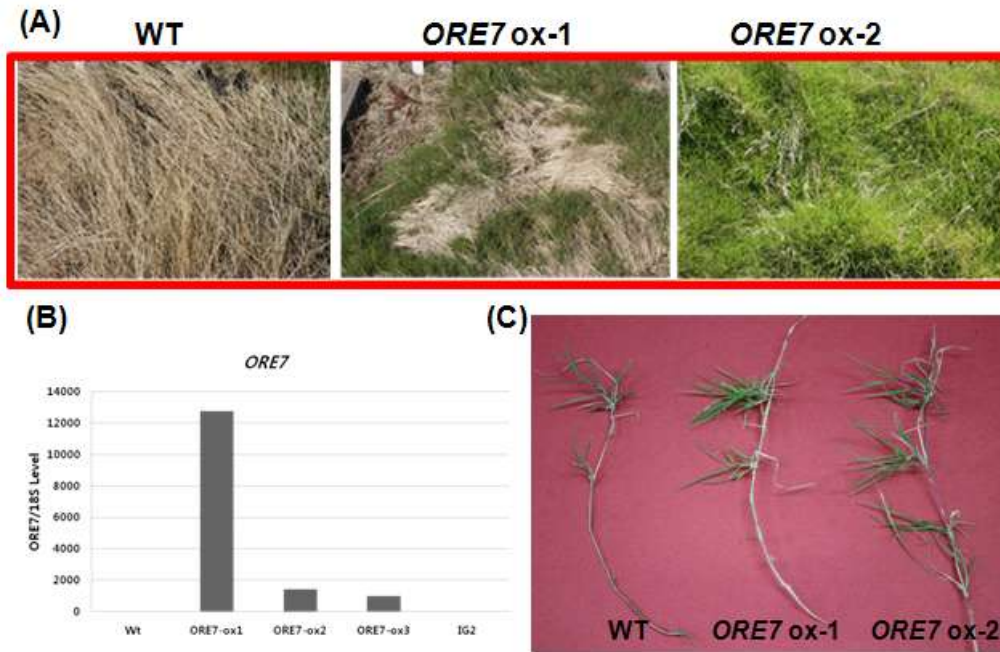 (A)
WT
ORE7 ox-1
ORE7 ox-2
(B)
ORE7
14000
12000
10000
8000
6000
4000
2000
0
ORE7/18S Level
Wt
ORE7-ox1
ORE7-ox2
ORE7-ox3
IG2
(C)
WT
ORE7 ox-1
ORE7 ox-2